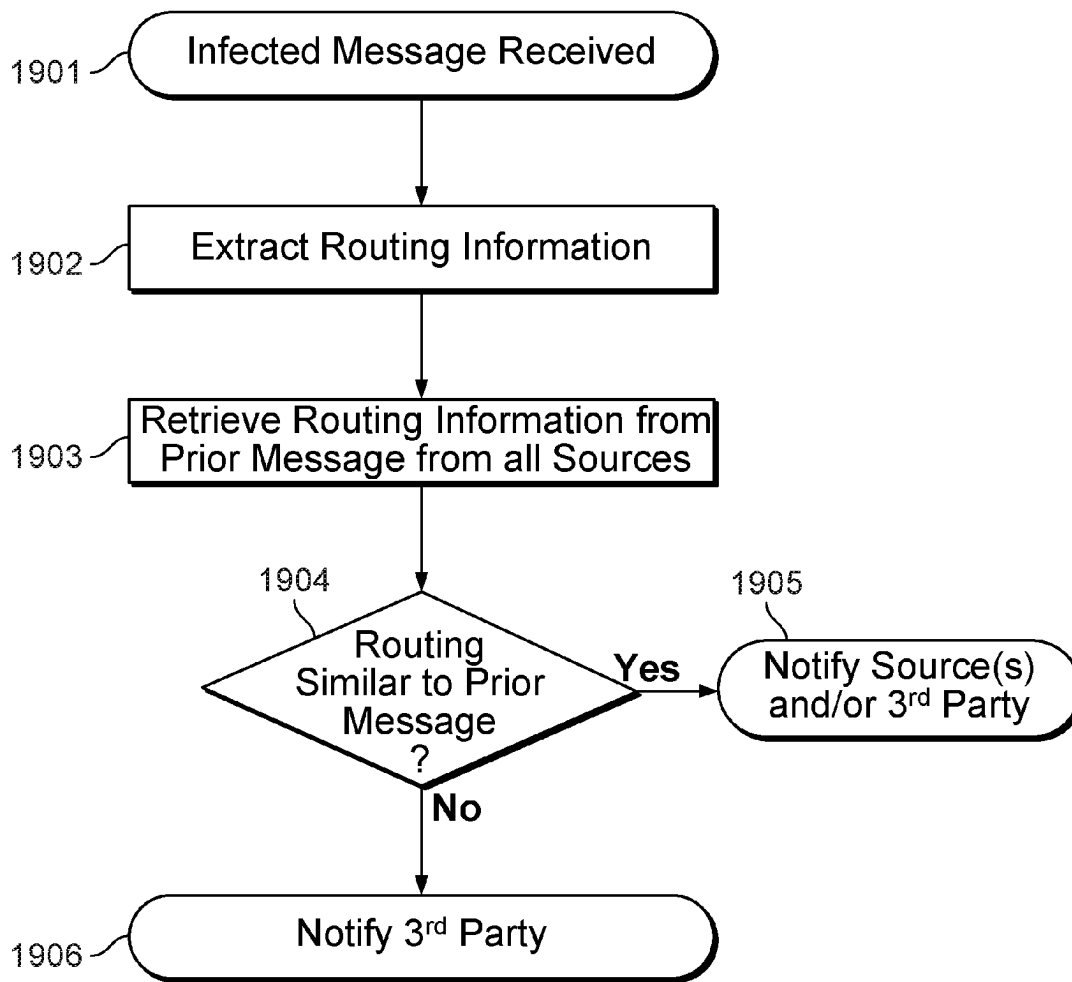 Infected Message Received
1901
Extract Routing Information
1902
Retrieve Routing Information from
Prior Message from all Sources
1903
1904
Routing
Similar to Prior
Message
?
Yes
1905
Notify Source(s)
and/or 3rd Party
No
Notify 3rd Party
1906